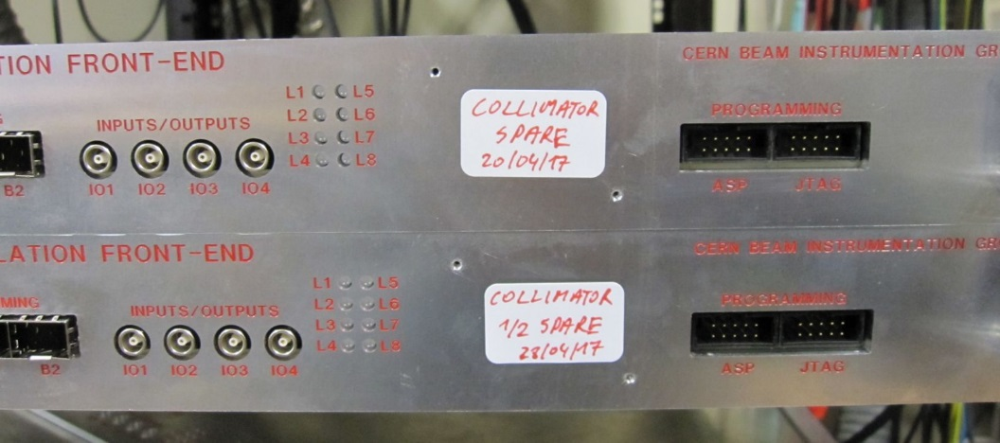 TION FRONT-END
CERN BEAM INSTRUMENTATION GR
INPUTS/OUTPUTS
L1 L5
L2 L6
L3 L7
L4 L8
B2
IO1 IO2 IO3 IO4
COLLIMATOR
SPARE
20/04/17
PROGRAMMING
ASP JTAG
LATION FRONT-END
CERN BEAM INSTRUMENTATION GR
MING
INPUTS/OUTPUTS
L1 L5
L2 L6
L3 L7
L4 L8
B2
IO1 IO2 IO3 IO4
COLLIMATOR
1/2 SPARE
28/04/17
PROGRAMMING
ASP JTAG